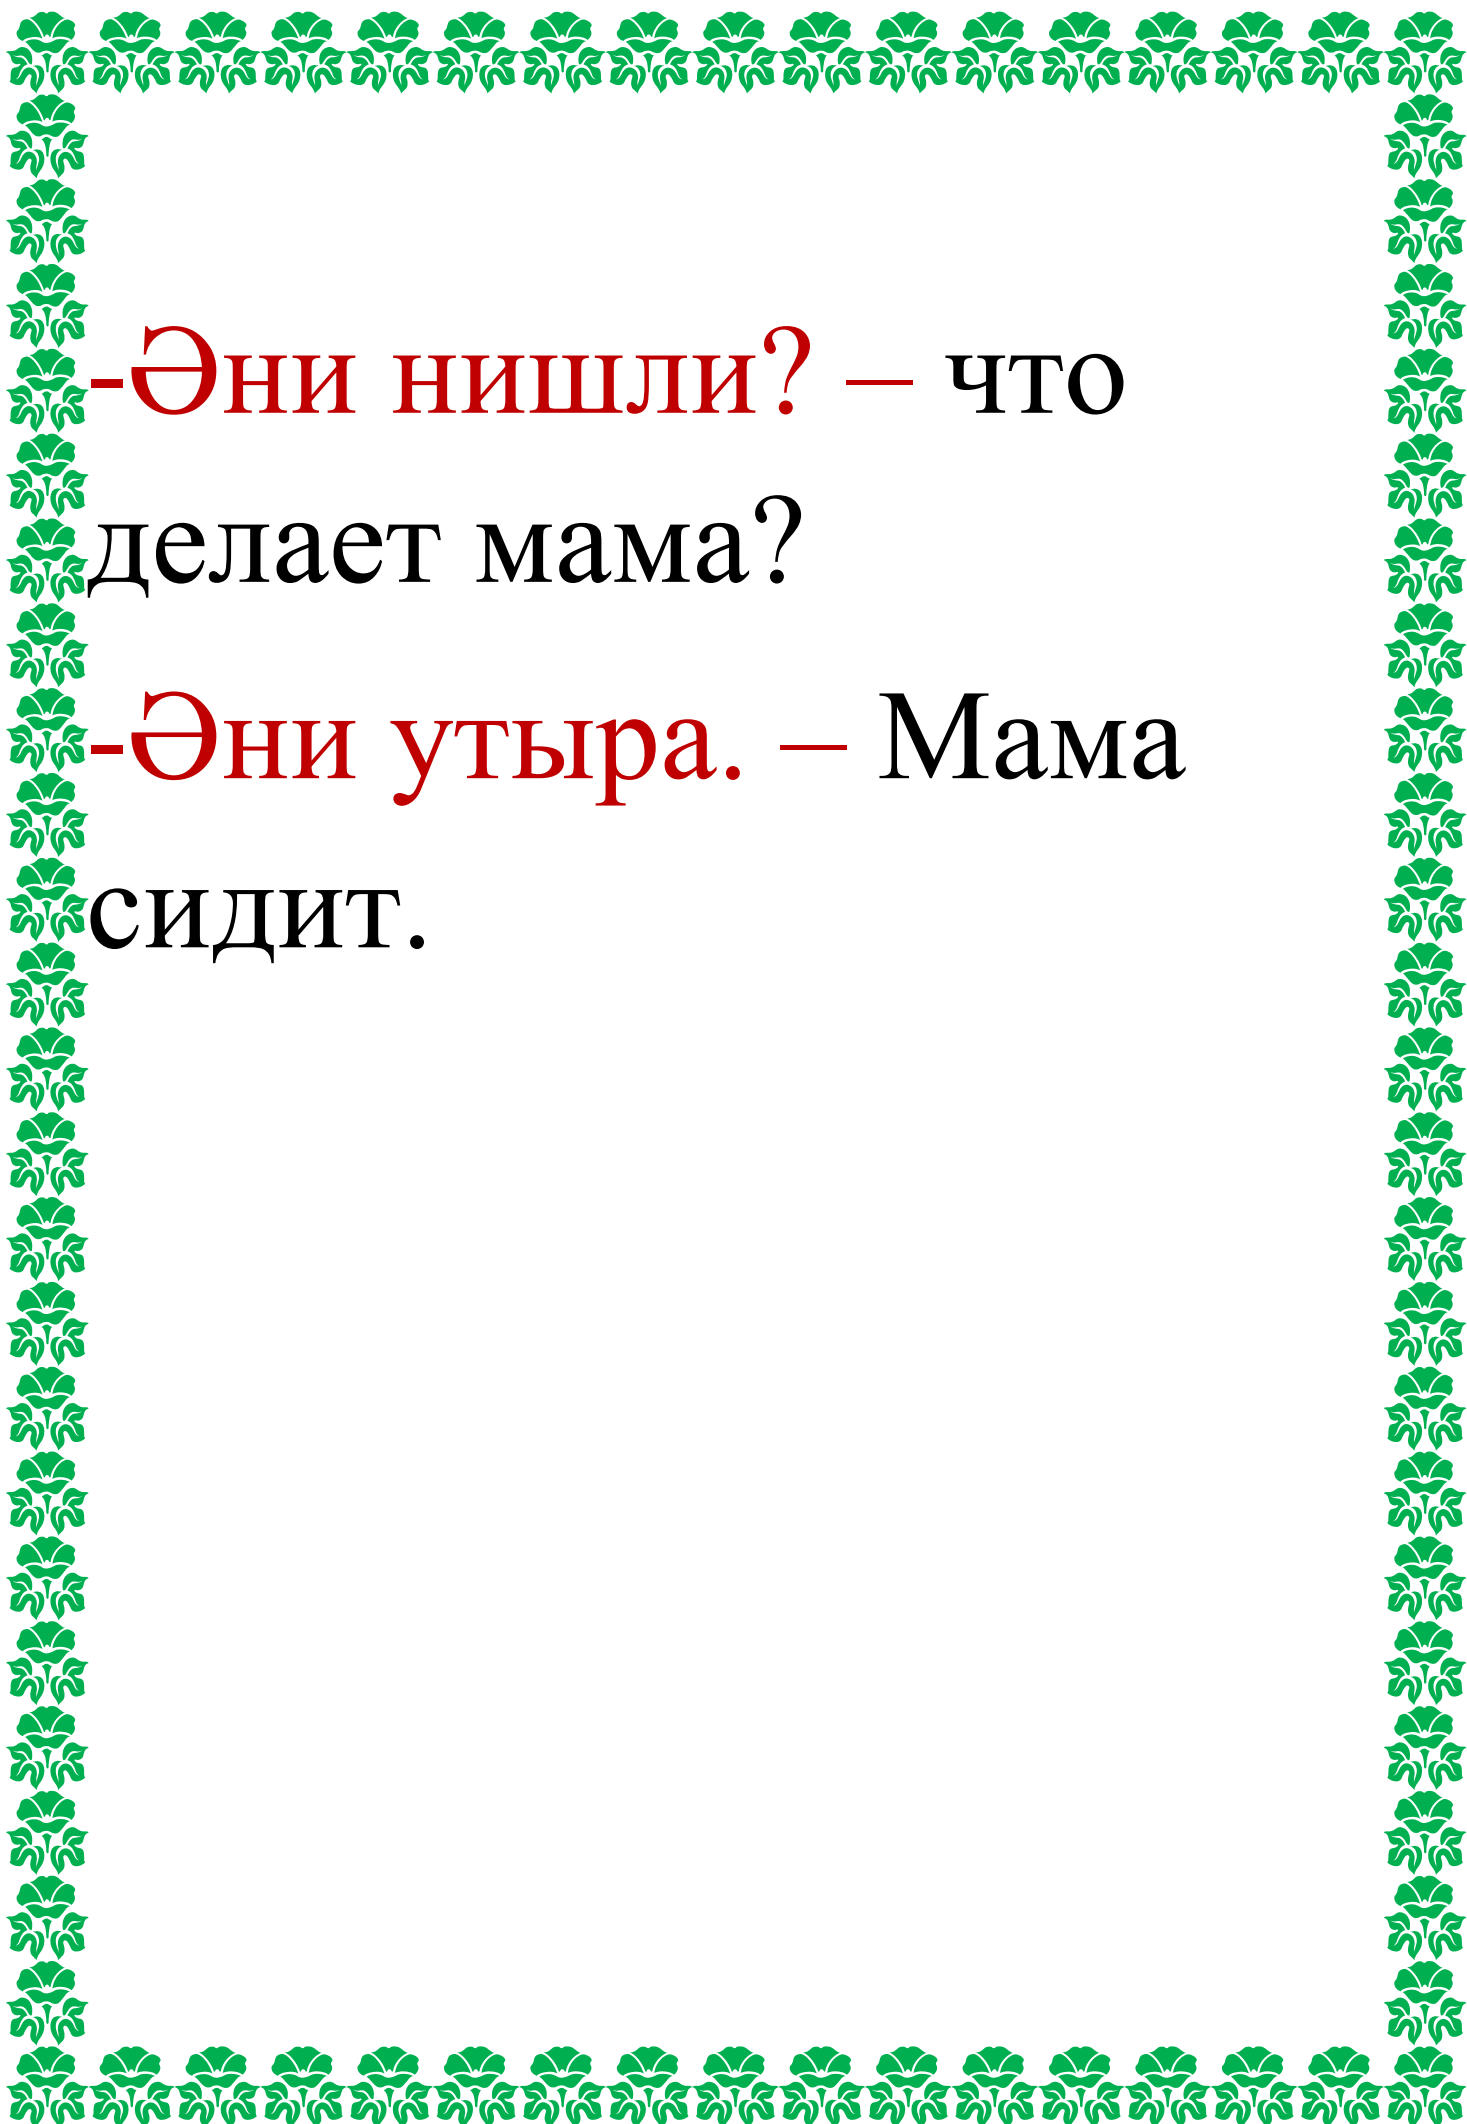 -Әни нишли? – что
делает мама?
-Әни утыра. – Мама
сидит.